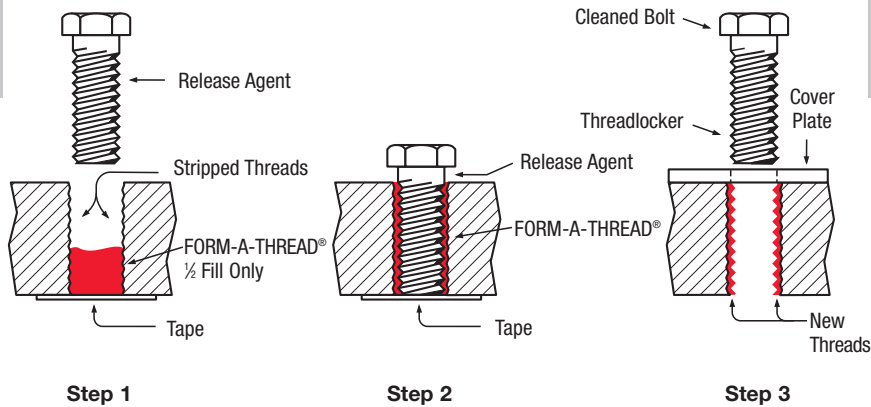 Release Agent
Stripped Threads
FORM-A-THREAD®
½ Fill Only
Tape
Step 1
Release Agent
FORM-A-THREAD®
Tape
Step 2
Cleaned Bolt
Threadlocker
Cover
Plate
New
Threads
Step 3